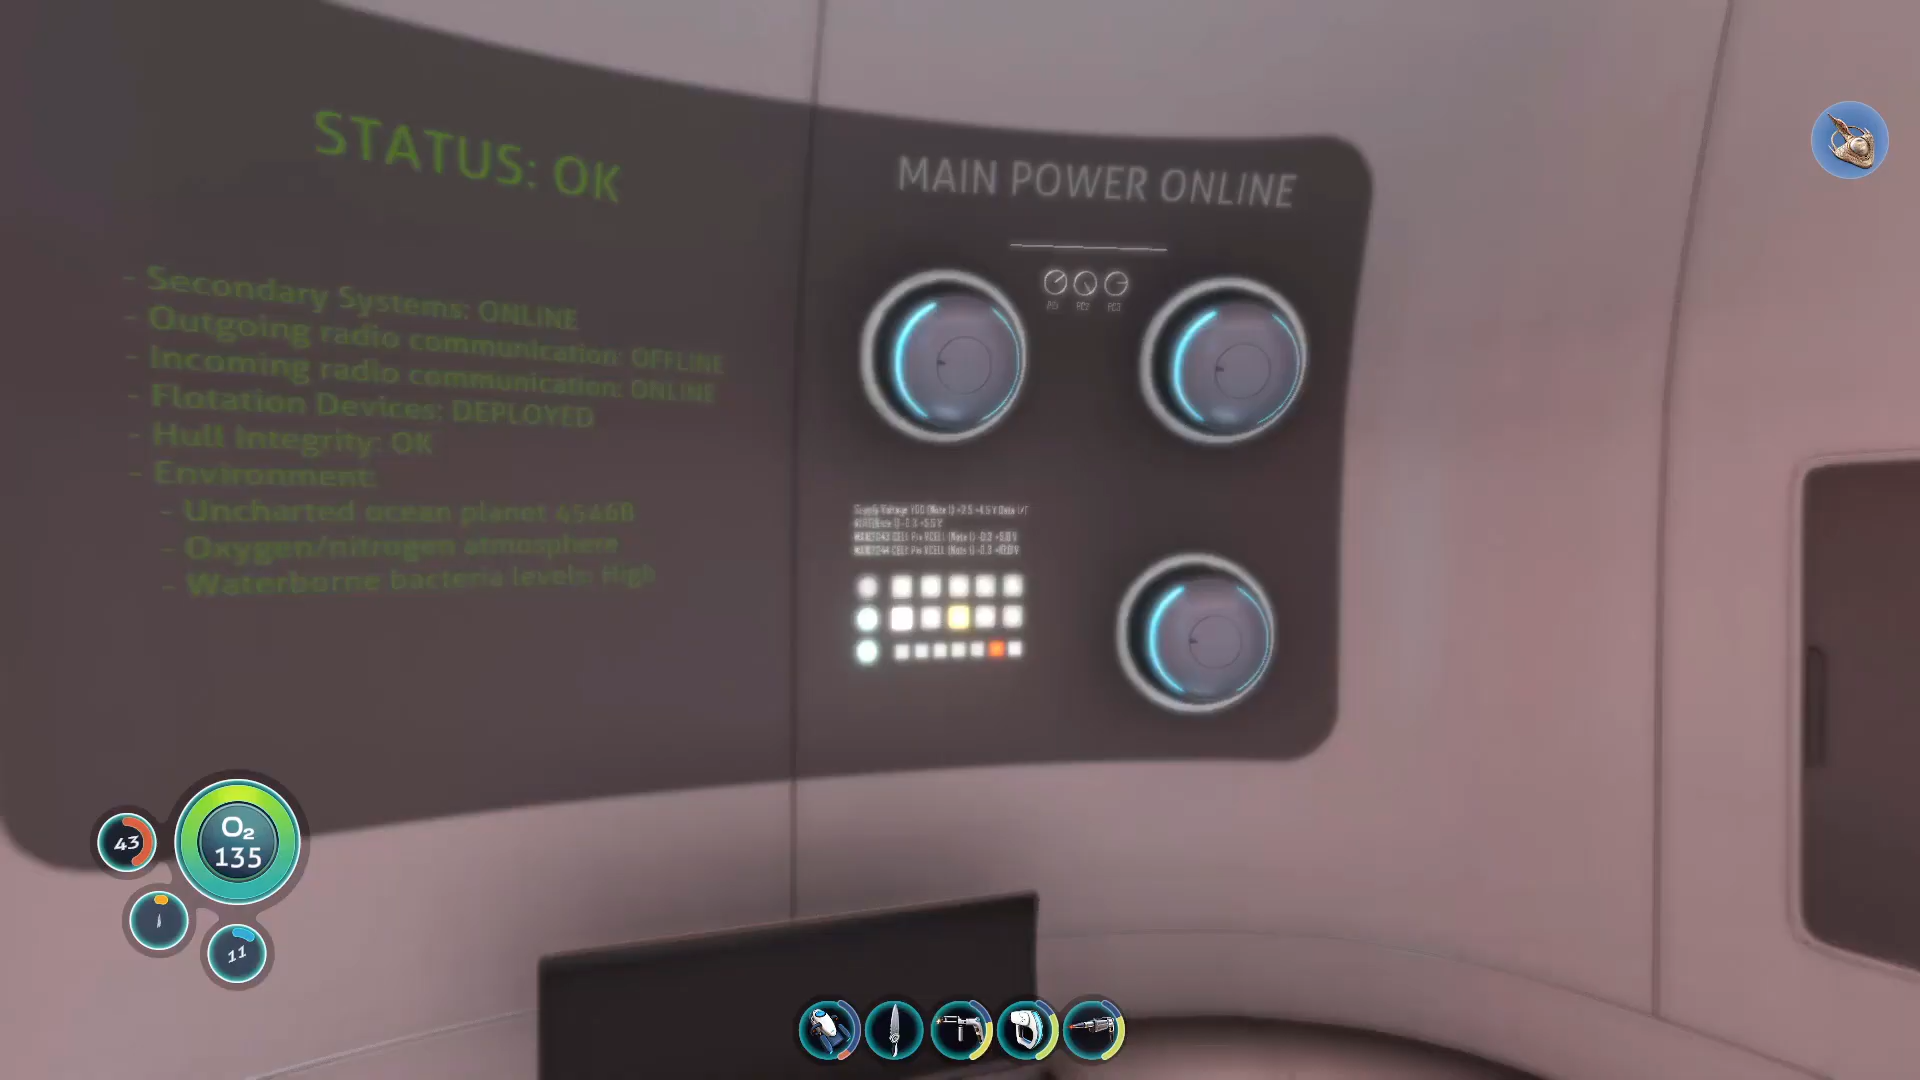 STATUS: OK
- Secondary Systems: ONLINE
- Outgoing radio communication: OFFLINE
- Incoming radio communication: ONLINE
- Flotation Devices: DEPLOYED
- Hull Integrity: OK
- Environment:
- Uncharted ocean planet 4546B
- Oxygen/nitrogen atmosphere
- Waterborne bacteria levels: High
MAIN POWER ONLINE
43
O₂
135
11